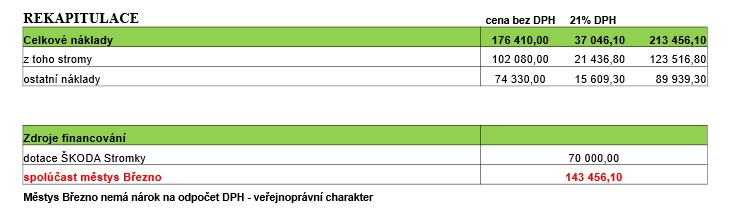 REKAPITULACE cena bez DPH 21% DPH
Celkové náklady 176 410,00 37 046,10 213 456,10
z toho stromy 102 080,00 21 436,80 123 516,80
ostatní náklady 74 330,00 15 609,30 89 939,30
Zdroje financování
dotace ŠKODA Stromky 70 000,00
spolúčast městys Březno 143 456,10
Městys Březno nemá nárok na odpočet DPH - veřejnoprávní charakter